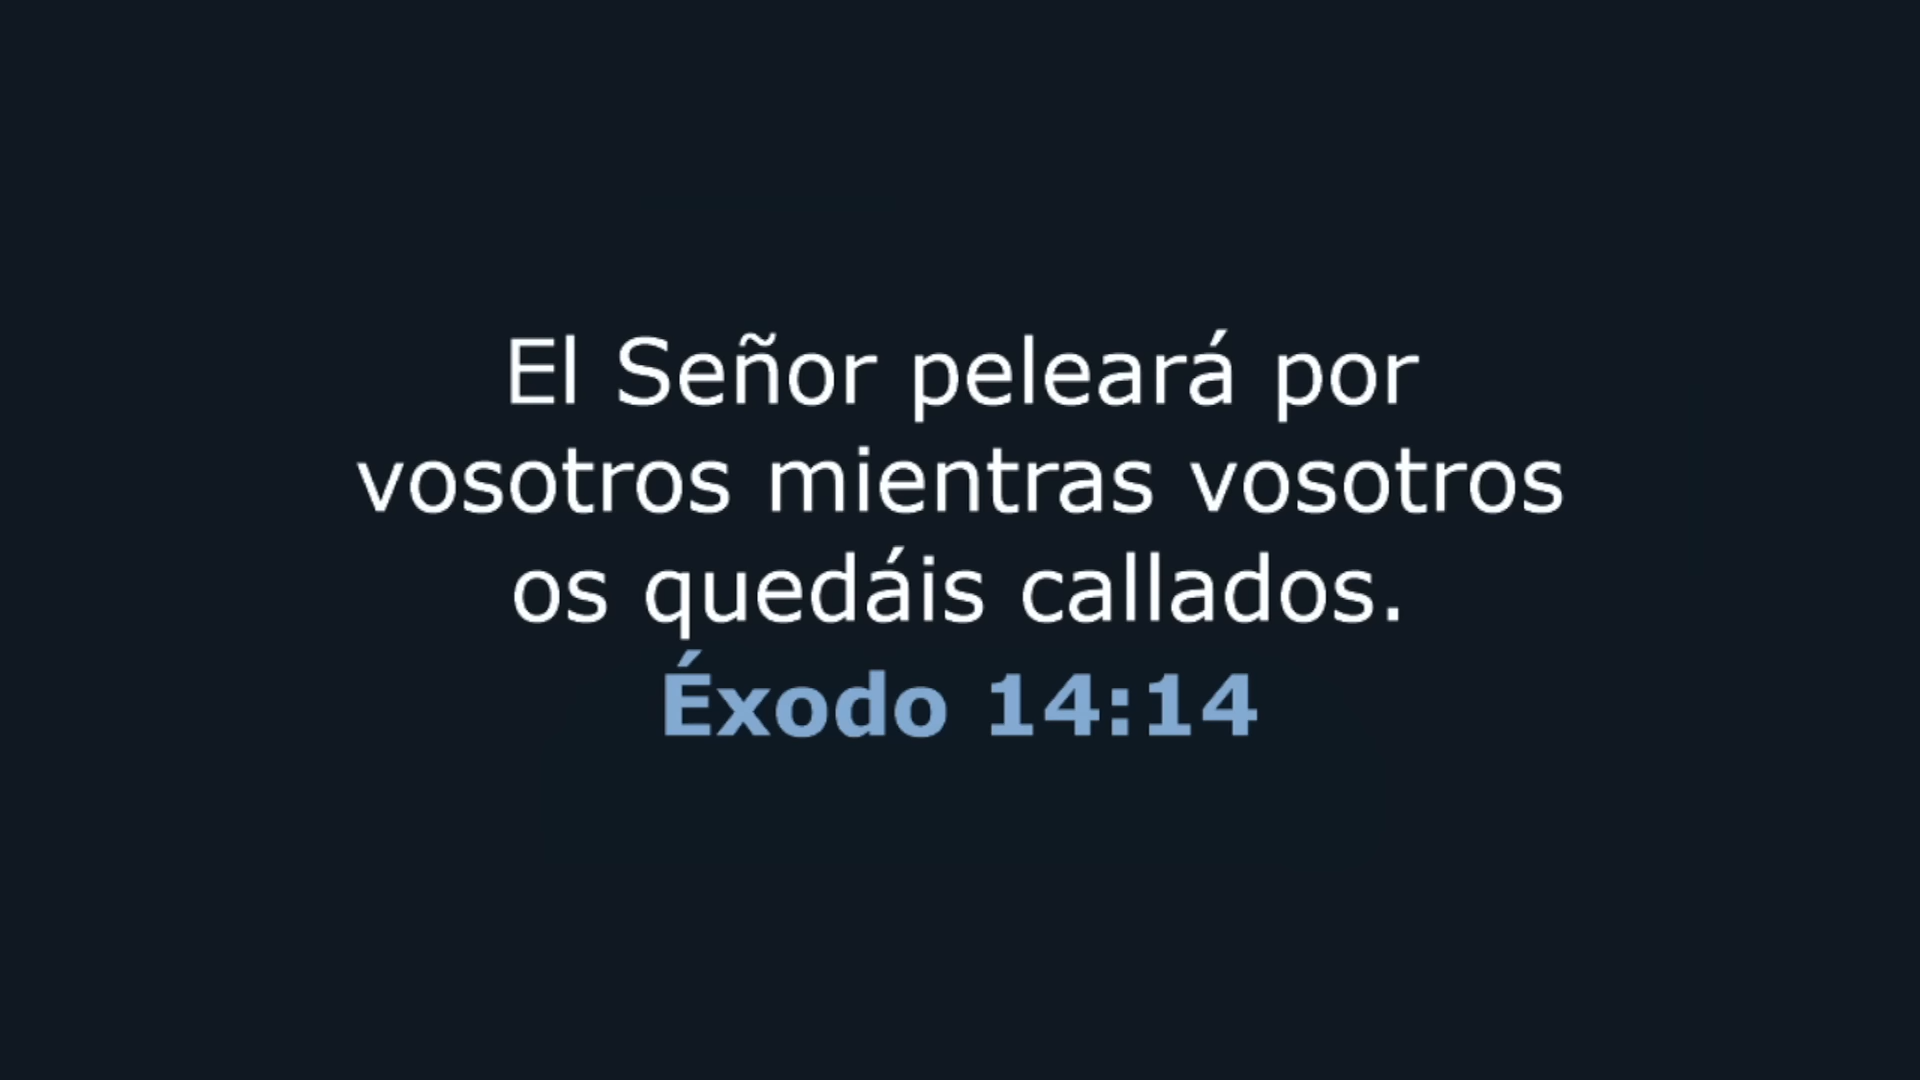 El Señor peleará por
vosotros mientras vosotros
os quedáis callados.
Éxodo 14:14